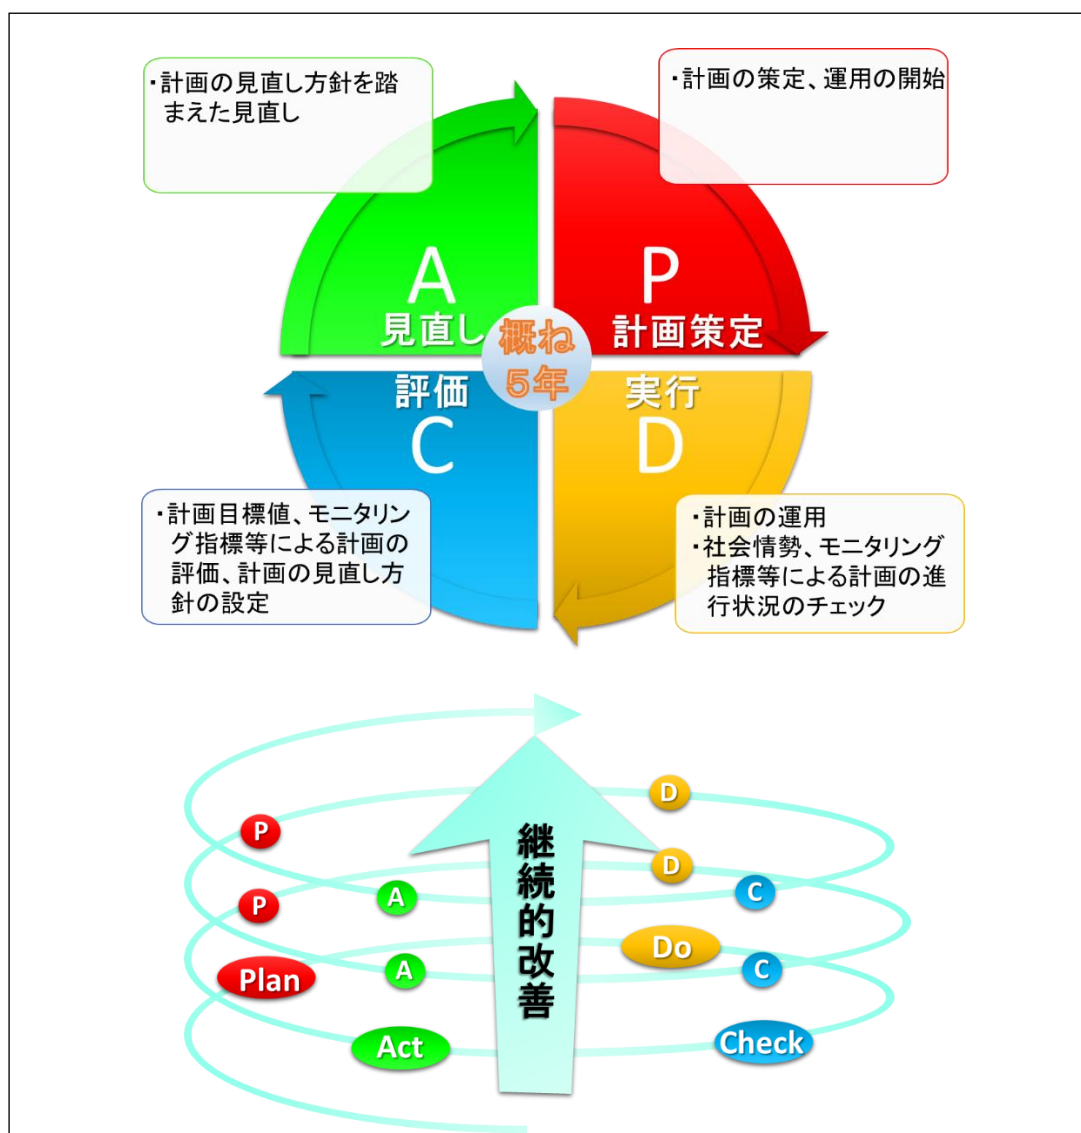 ・計画の見直し方針を踏
まえた見直し
・計画の策定、運用の開始
A
見直し
P
計画策定
概ね
5年
評価
C
実行
D
・計画目標値、モニタリン
グ指標等による計画の
評価、計画の見直し方
針の設定
・計画の運用
・社会情勢、モニタリング
指標等による計画の進
行状況のチェック
継続的改善
D
P
D
A
C
P
Do
A
C
Plan
Act
Check